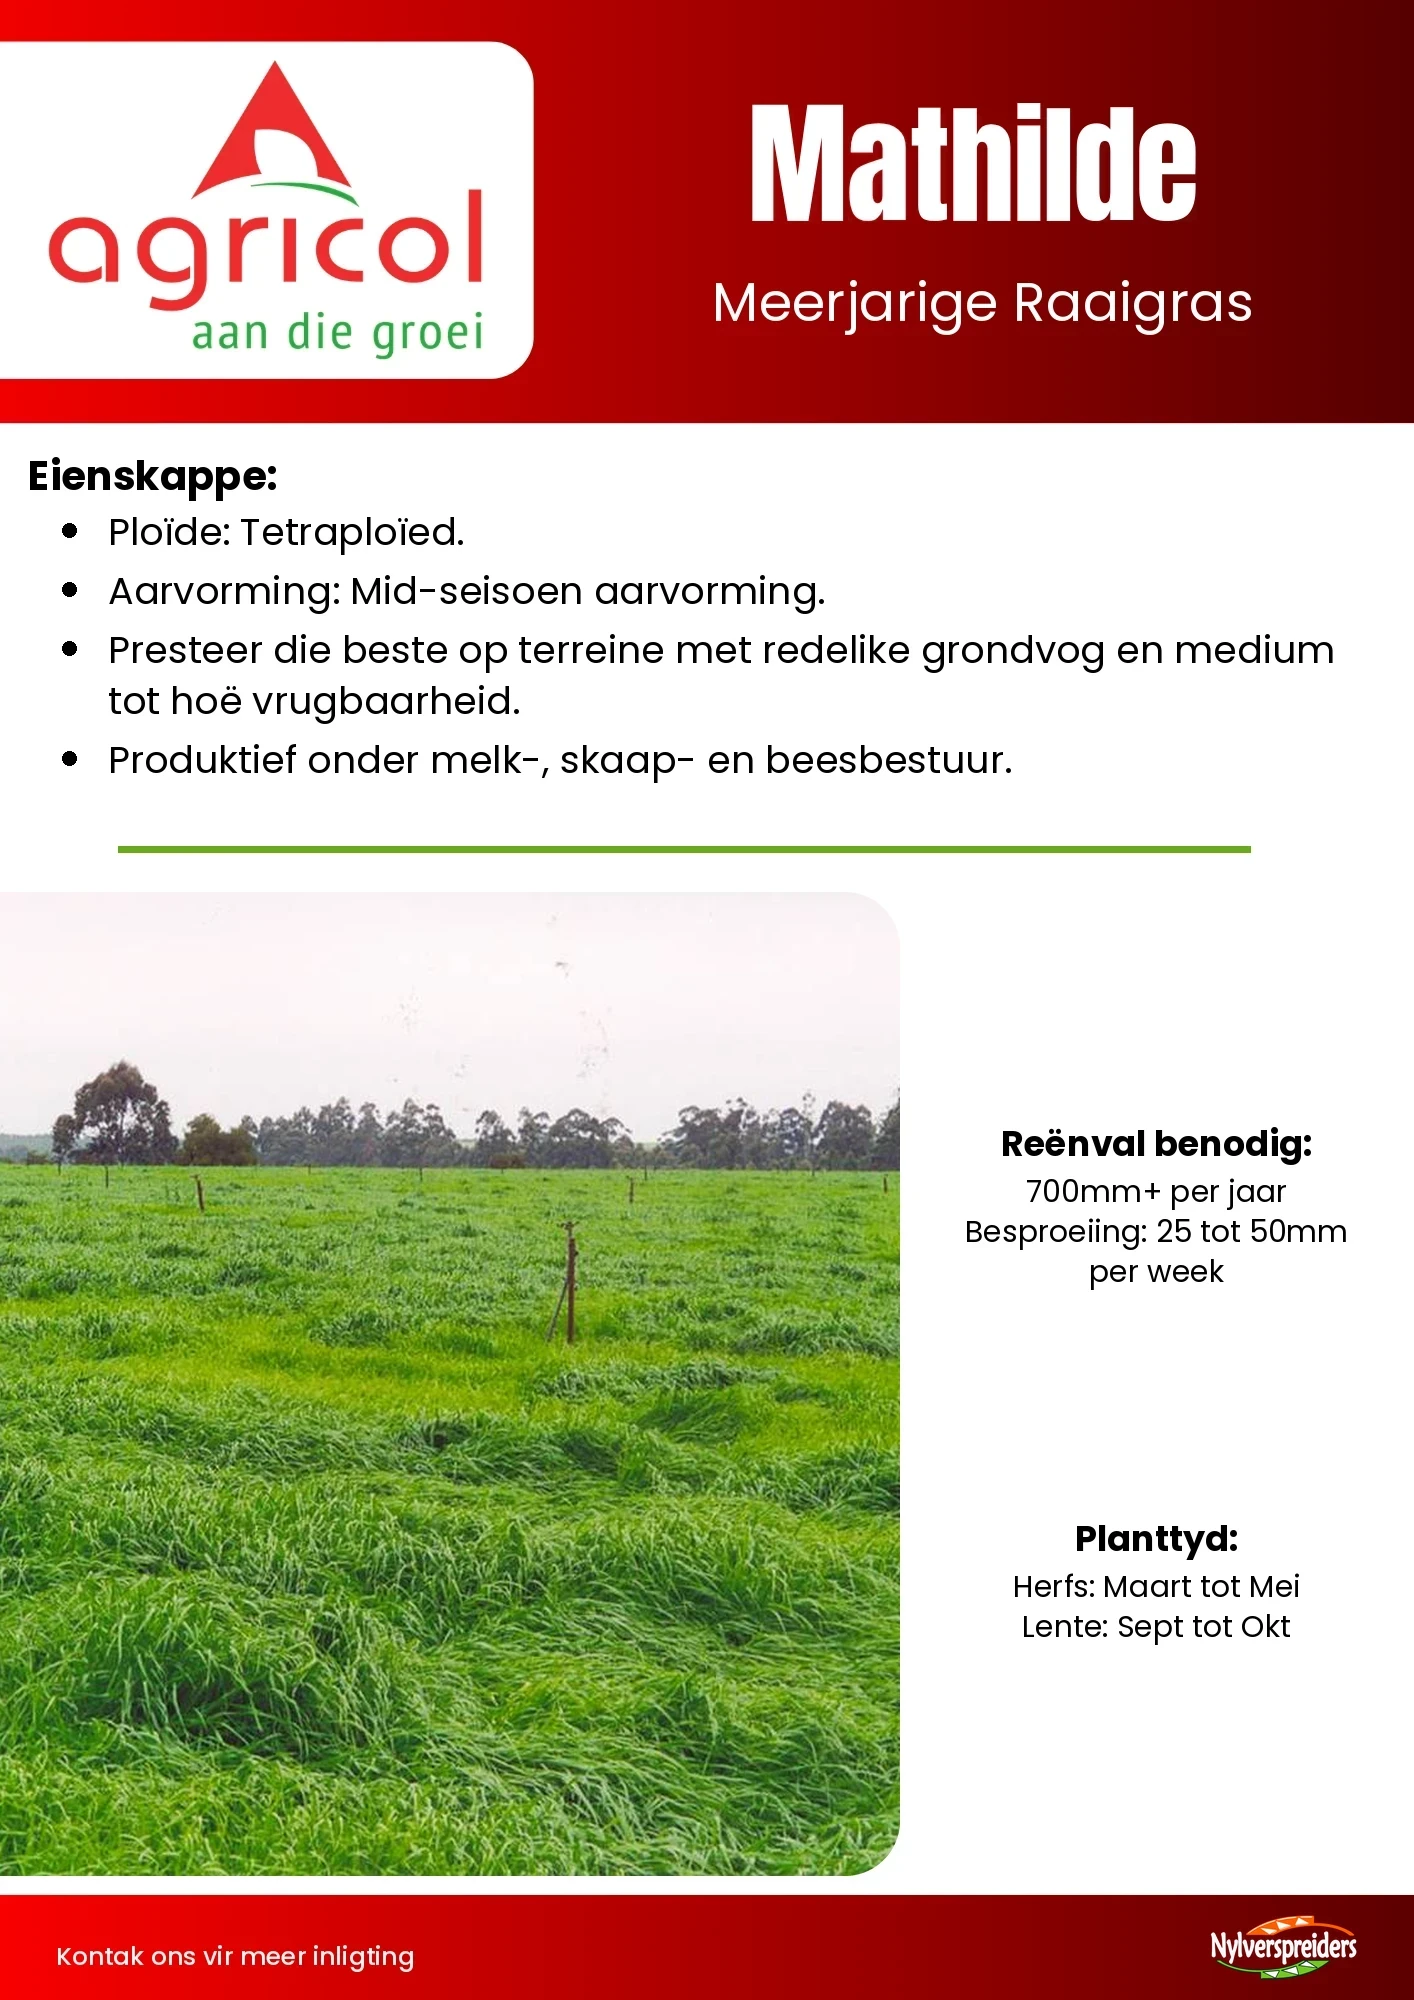 agricol
aan die groei
Mathilde
Meerjarige Raaigras
Eienskappe:
• Ploïde: Tetraploïed.
• Aarvorming: Mid-seisoen aarvorming.
• Presteer die beste op terreine met redelike grondvog en medium
tot hoë vrugbaarheid.
• Produktief onder melk-, skaap- en beesbestuur.
Reënval benodig:
700mm+ per jaar
Besproeiing: 25 tot 50mm
per week
Planttyd:
Herfs: Maart tot Mei
Lente: Sept tot Okt
Kontak ons vir meer inligting
Nylverspreiders